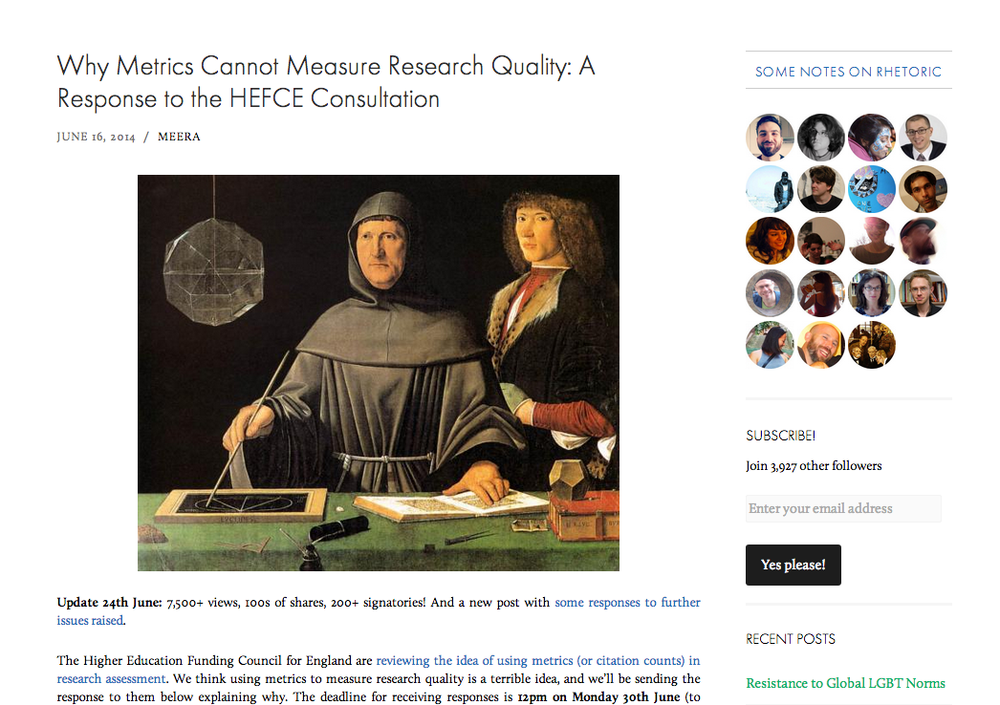 Why Metrics Cannot Measure Research Quality: A
Response to the HEFCE Consultation
JUNE 16, 2014 / MEERA
Update 24th June: 7,500+ views, 100s of shares, 200+ signatories! And a new post with some responses to further
issues raised.
The Higher Education Funding Council for England are reviewing the idea of using metrics (or citation counts) in
research assessment. We think using metrics to measure research quality is a terrible idea, and we'll be sending the
response to them below explaining why. The deadline for receiving responses is 12pm on Monday 30th June (to
SOME NOTES ON RHETORIC
SUBSCRIBE!
Join 3,927 other followers
Enter your email address
Yes please!
RECENT POSTS
Resistance to Global LGBT Norms